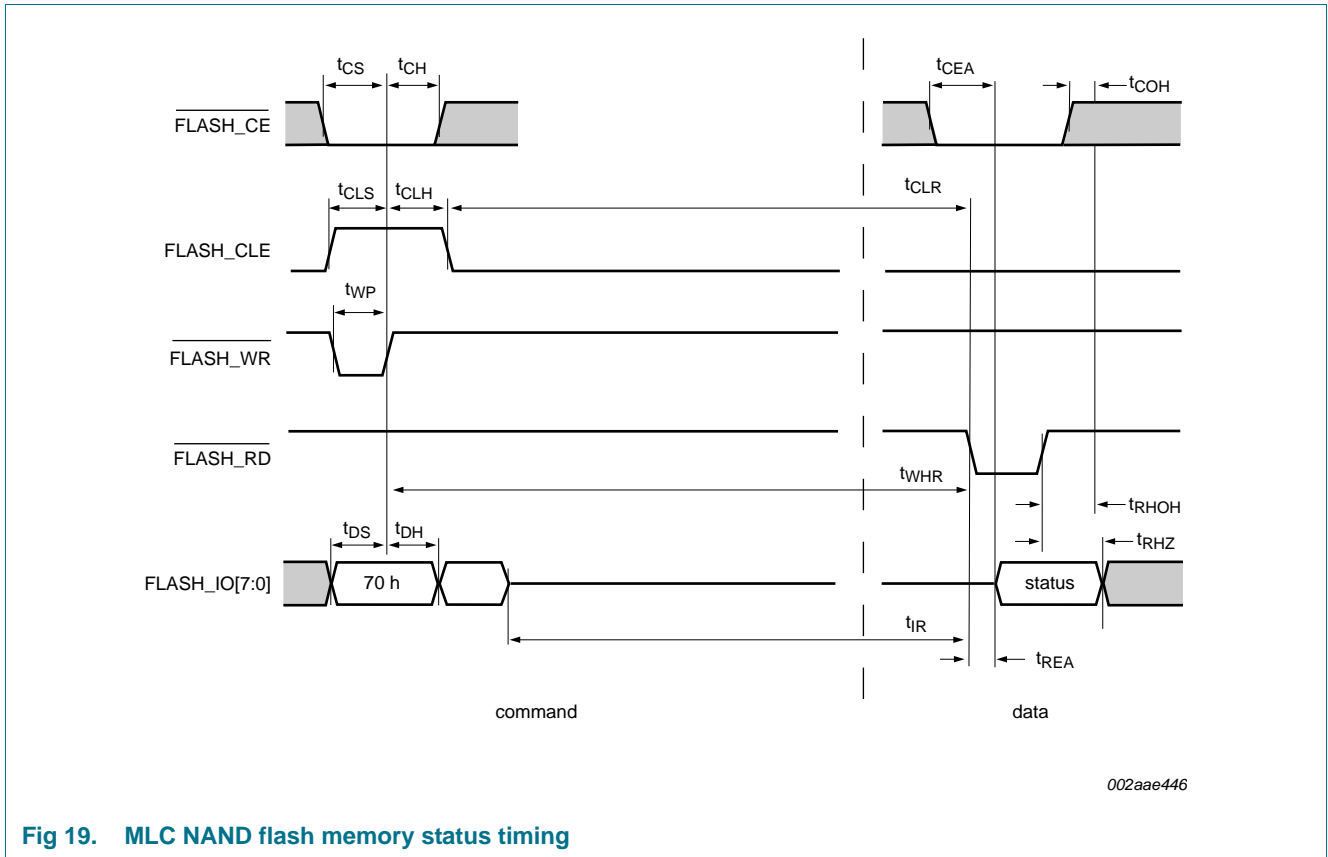 tCS tCH tCEA tCOH
FLASH_CE
tCLS tCLH tCLR
FLASH_CLE
tWP
FLASH_WR
FLASH_RD
tWHR
tRHOH
tDS tDH tRHZ
FLASH_IO[7:0] 70 h status
tIR
tREA
command data
002aae446
Fig 19. MLC NAND flash memory status timing